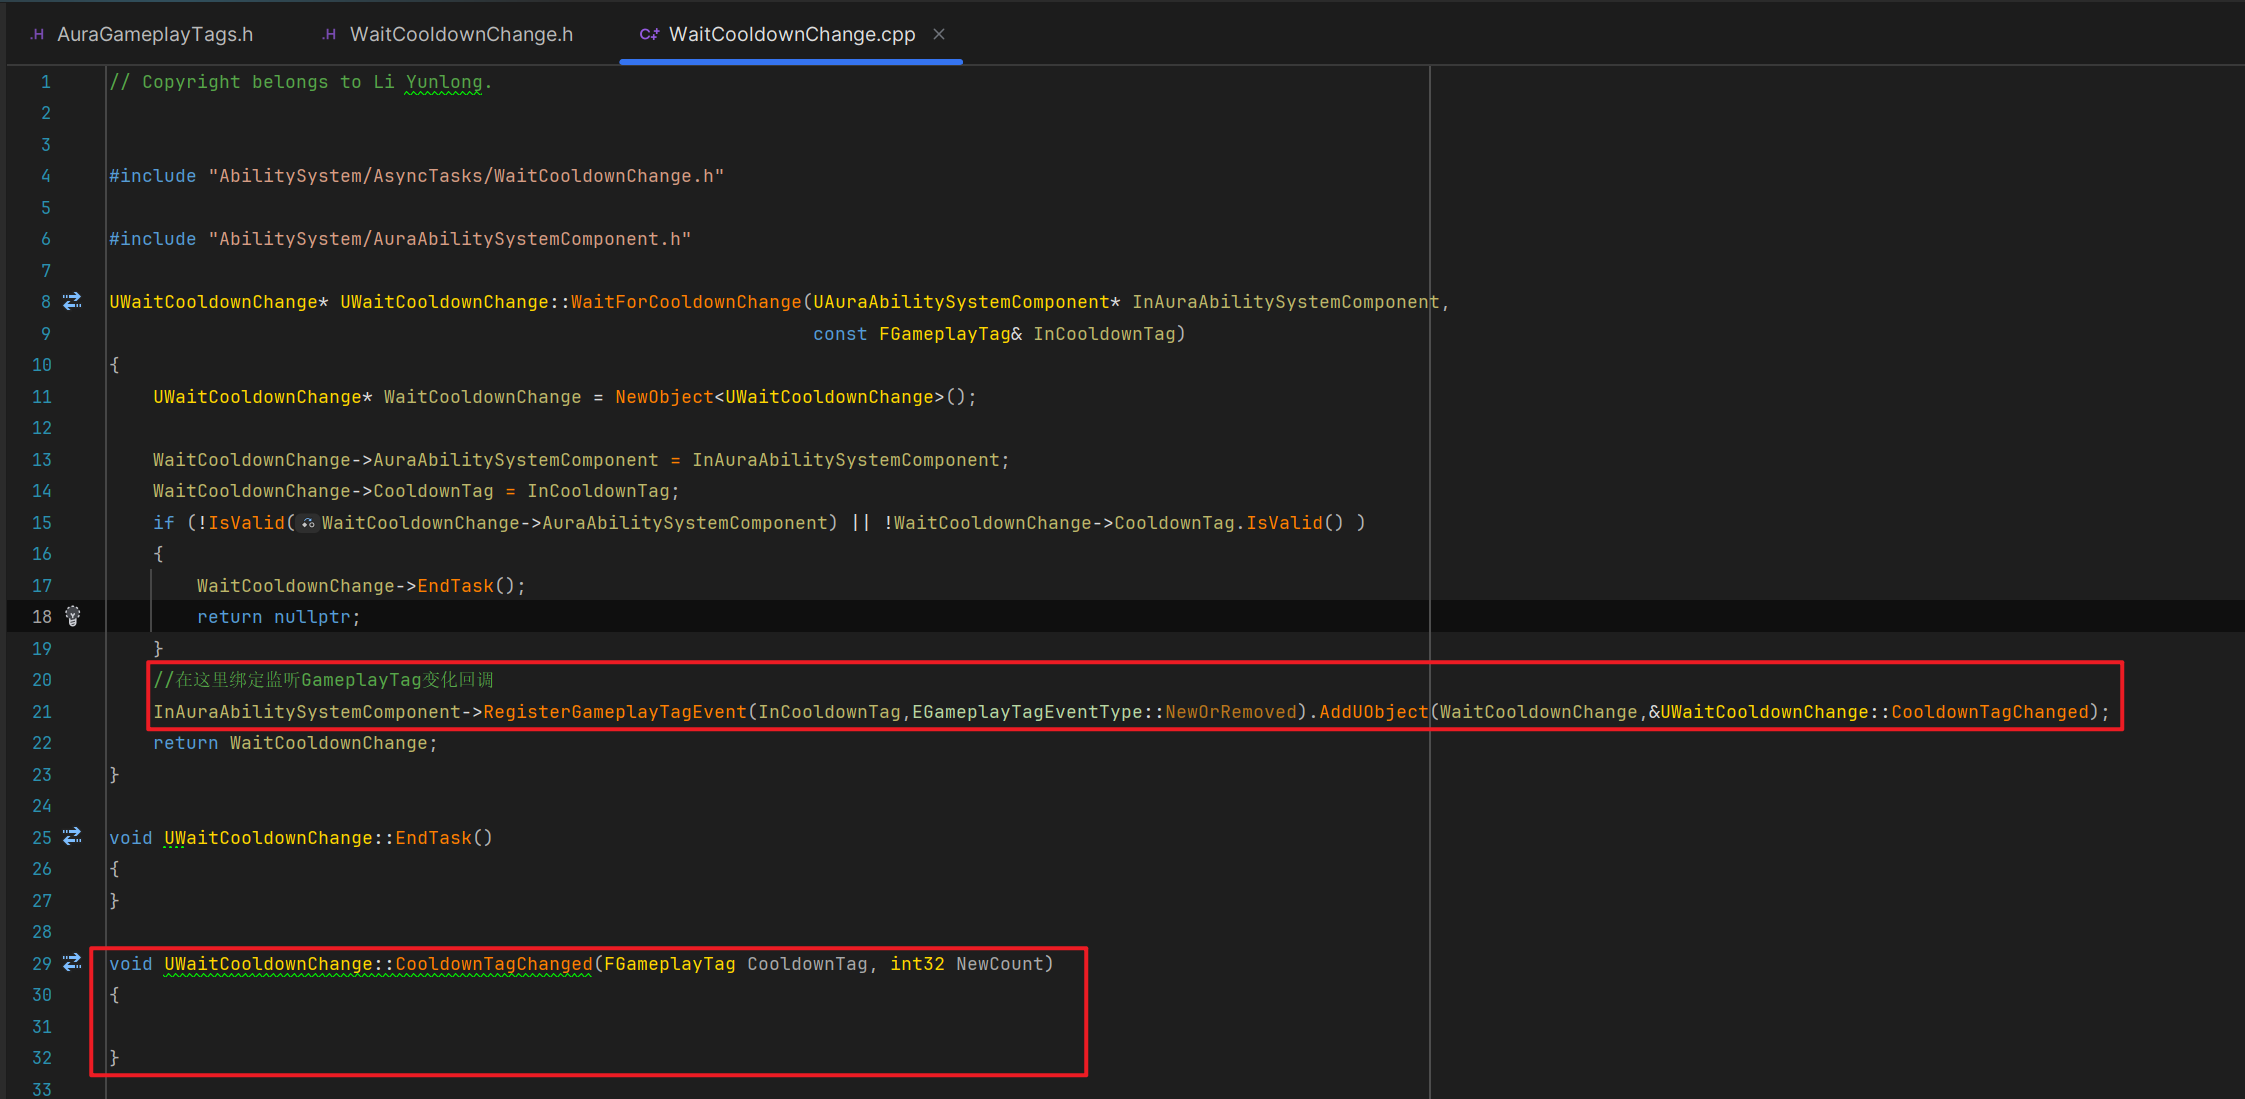 .H AuraGameplayTags.h .H WaitCooldownChange.h C++ WaitCooldownChange.cpp ×
1 // Copyright belongs to Li Yunlong.
2
3
4 #include "AbilitySystem/AsyncTasks/WaitCooldownChange.h"
5
6 #include "AbilitySystem/AuraAbilitySystemComponent.h"
7
8 UWaitCooldownChange* UWaitCooldownChange::WaitForCooldownChange(UAuraAbilitySystemComponent* InAuraAbilitySystemComponent,
9 const FGameplayTag& InCooldownTag)
10 {
11 UWaitCooldownChange* WaitCooldownChange = NewObject<UWaitCooldownChange>();
12
13 WaitCooldownChange->AuraAbilitySystemComponent = InAuraAbilitySystemComponent;
14 WaitCooldownChange->CooldownTag = InCooldownTag;
15 if (!IsValid(WaitCooldownChange->AuraAbilitySystemComponent) || !WaitCooldownChange->CooldownTag.IsValid() )
16 {
17 WaitCooldownChange->EndTask();
18 return nullptr;
19 }
20 //在这里绑定监听GameplayTag变化回调
21 InAuraAbilitySystemComponent->RegisterGameplayTagEvent(InCooldownTag,EGameplayTagEventType::NewOrRemoved).AddUObject(WaitCooldownChange,&UWaitCooldownChange::CooldownTagChanged);
22 return WaitCooldownChange;
23 }
24
25 void UWaitCooldownChange::EndTask()
26 {
27 }
28
29 void UWaitCooldownChange::CooldownTagChanged(FGameplayTag CooldownTag, int32 NewCount)
30 {
31
32 }
33